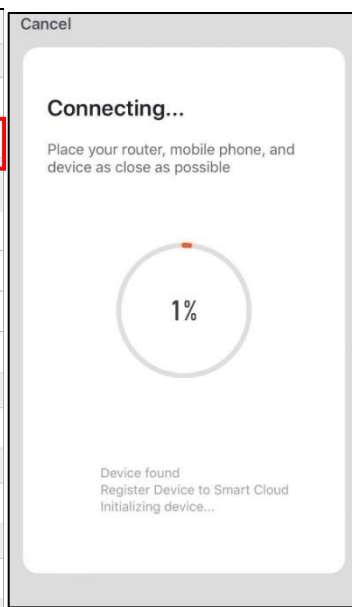 Cancel
Connecting...
Place your router, mobile phone, and
device as close as possible
1%
Device found
Register Device to Smart Cloud
Initializing device...